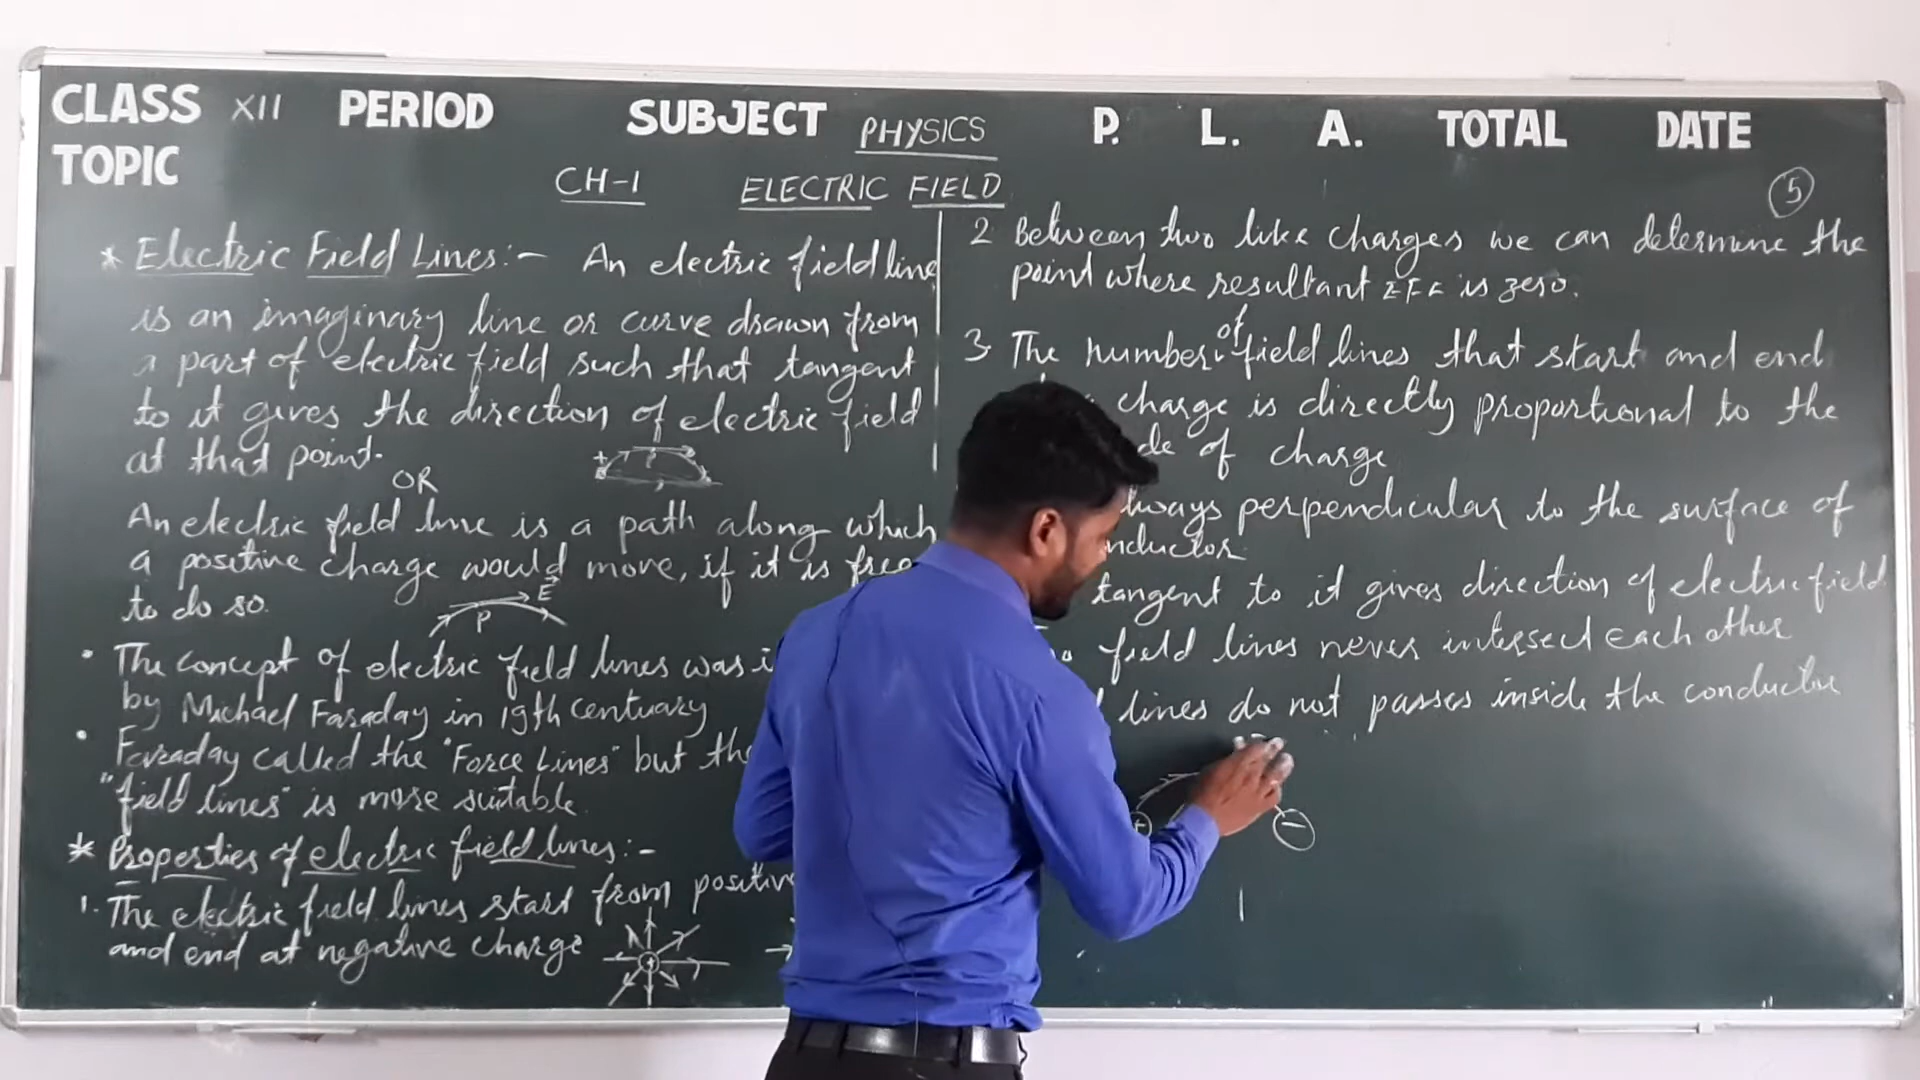 CLASS XII PERIOD SUBJECT PHYSICS P. L. A. TOTAL DATE
TOPIC CH-1 ELECTRIC FIELD
5
* Electric Field Lines:- An electric field line
is an imaginary line or curve drawn from
a part of electric field such that tangent
to it gives the direction of electric field
at that point.
OR
An electric field line is a path along which
a positive charge would move, if it is free
to do so.
P E
• The concept of electric field lines was
by Michael Faraday in 19th centuary
• Faraday called the "Force Lines" but the
"field lines" is more suitable.
* Properties of electric field lines:-
1. The electric field lines start from positive
and end at negative charge
+
2 Between two like charges we can determine the
point where resultant is zero.
3. The number of field lines that start and end
charge is directly proportional to the
of charge
perpendicular to the surface of
tangent to it gives direction of electric field
field lines never intersect each other
lines do not passes inside the conductive
+ −